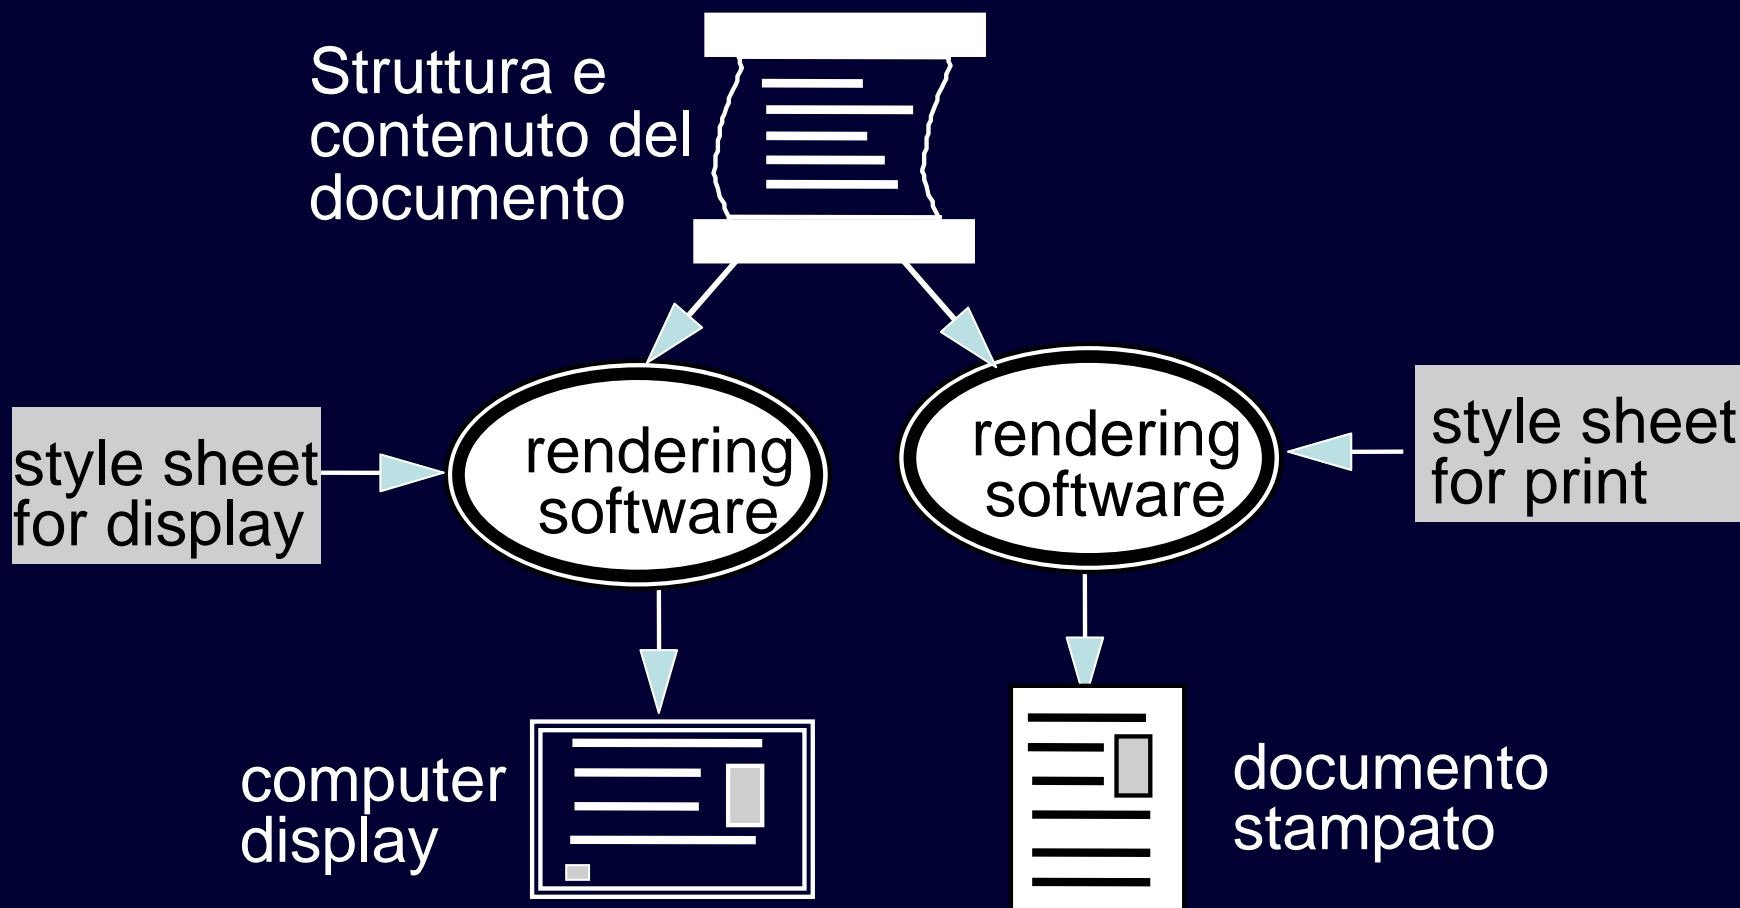 Struttura e
contenuto del
documento
style sheet
for display
rendering
software
rendering
software
style sheet
for print
computer
display
documento
stampato